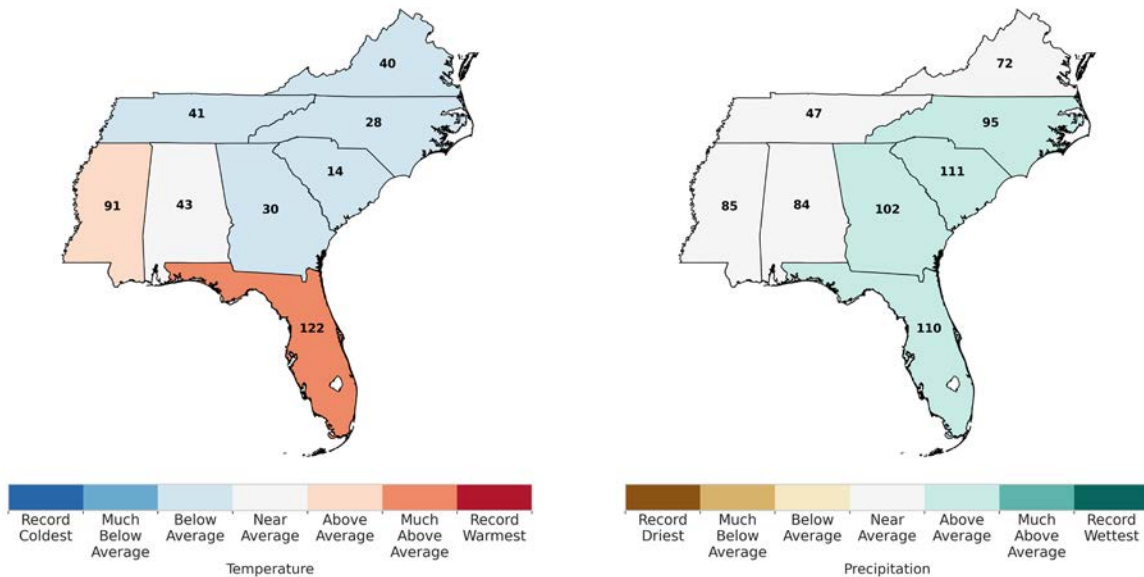 40
41
28
14
91
43
30
122
Record
Coldest
Much
Below
Average
Below
Average
Near
Average
Above
Average
Much
Above
Average
Record
Warmest
Temperature
72
47
95
111
85
84
102
110
Record
Driest
Much
Below
Average
Below
Average
Near
Average
Above
Average
Much
Above
Average
Record
Wettest
Precipitation